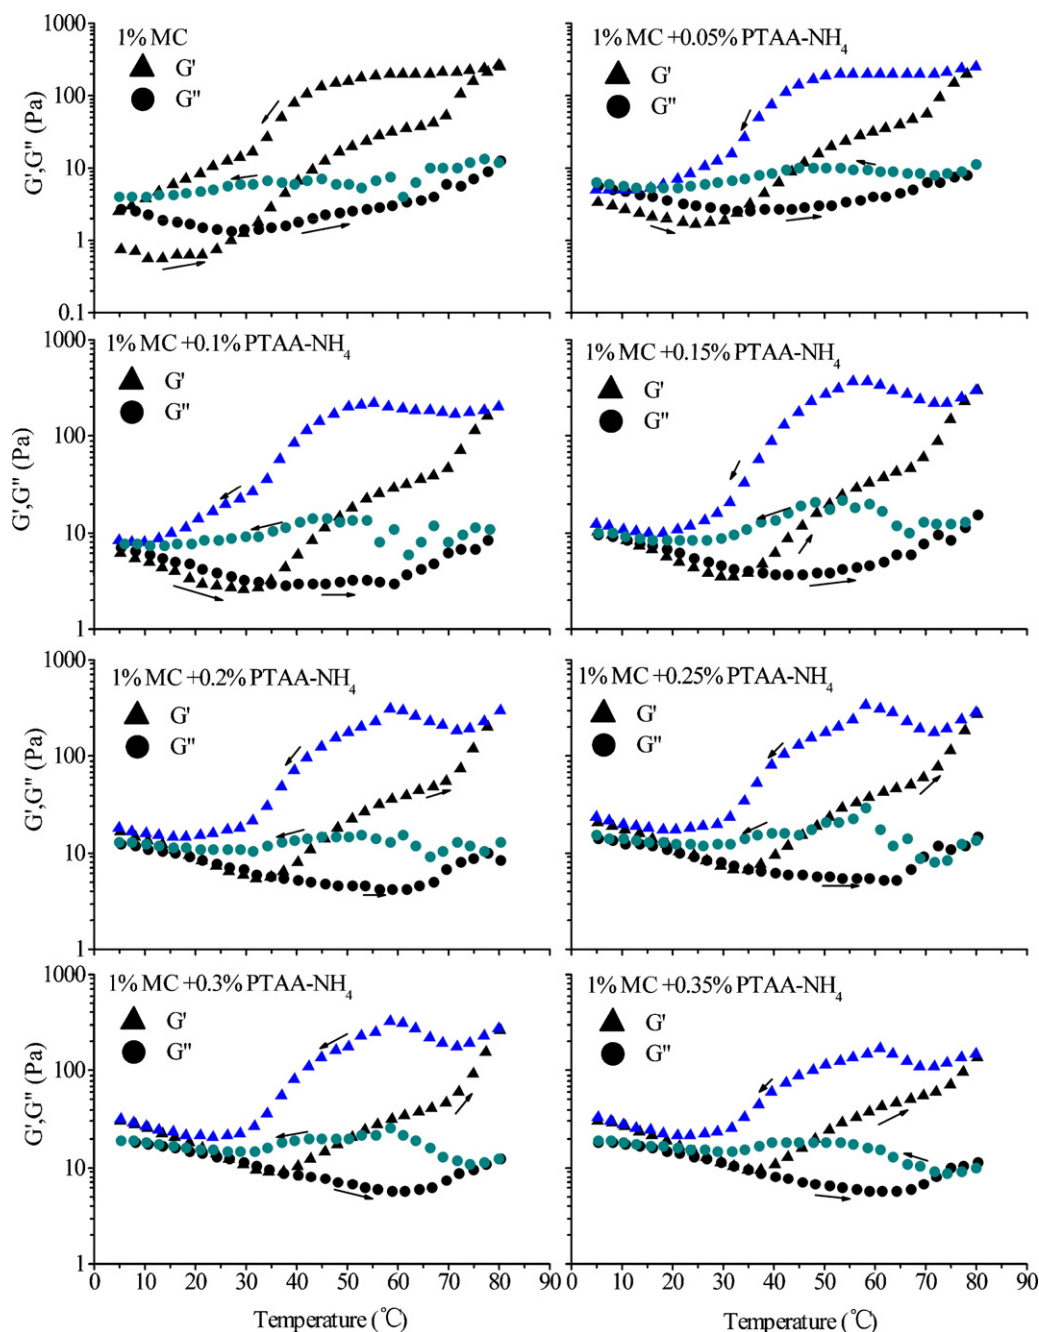 1% MC
G'
G"
1% MC +0.05% PTAA-NH4
G'
G"
G',G" (Pa)
1000
100
10
1
0.1
1% MC +0.1% PTAA-NH4
G'
G"
1% MC +0.15% PTAA-NH4
G'
G"
G',G" (Pa)
1000
100
10
1
1% MC +0.2% PTAA-NH4
G'
G"
1% MC +0.25% PTAA-NH4
G'
G"
G',G" (Pa)
1000
100
10
1
1% MC +0.3% PTAA-NH4
G'
G"
1% MC +0.35% PTAA-NH4
G'
G"
G',G" (Pa)
1000
100
10
1
0 10 20 30 40 50 60 70 80 90
0 10 20 30 40 50 60 70 80 90
Temperature (℃)
Temperature (℃)